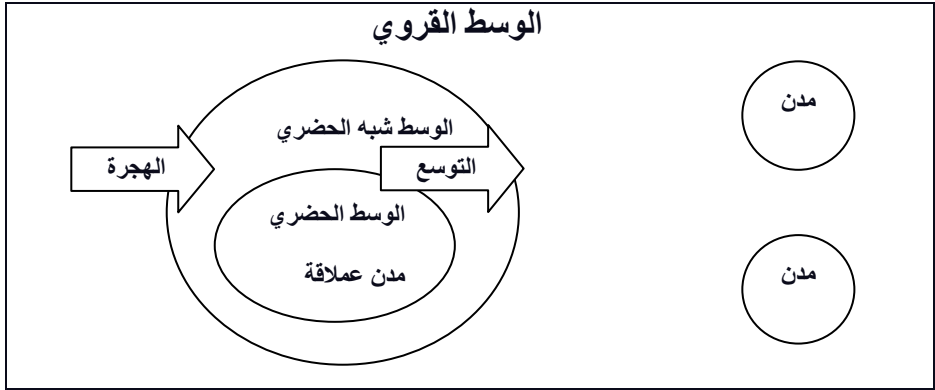 الوسط القروي
مدن
الوسط شبه الحضري
الهجرة
التوسع
الوسط الحضري
مدن عملاقة
مدن